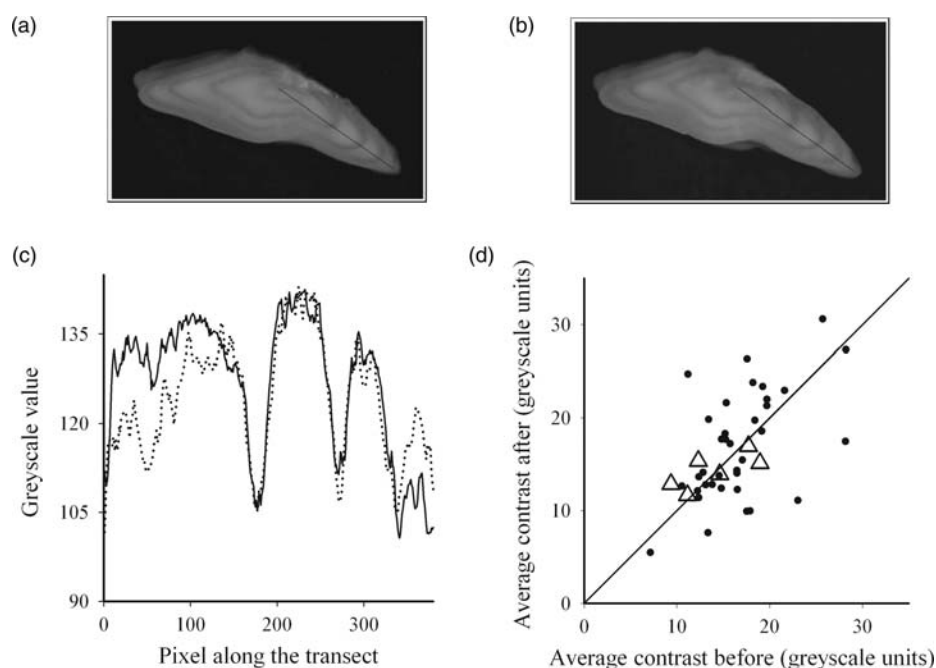 (a)
(b)
(c)
135
120
105
90
Greyscale value
0 100 200 300
Pixel along the transect
(d)
30
20
10
0
Average contrast after (greyscale units)
0 10 20 30
Average contrast before (greyscale units)